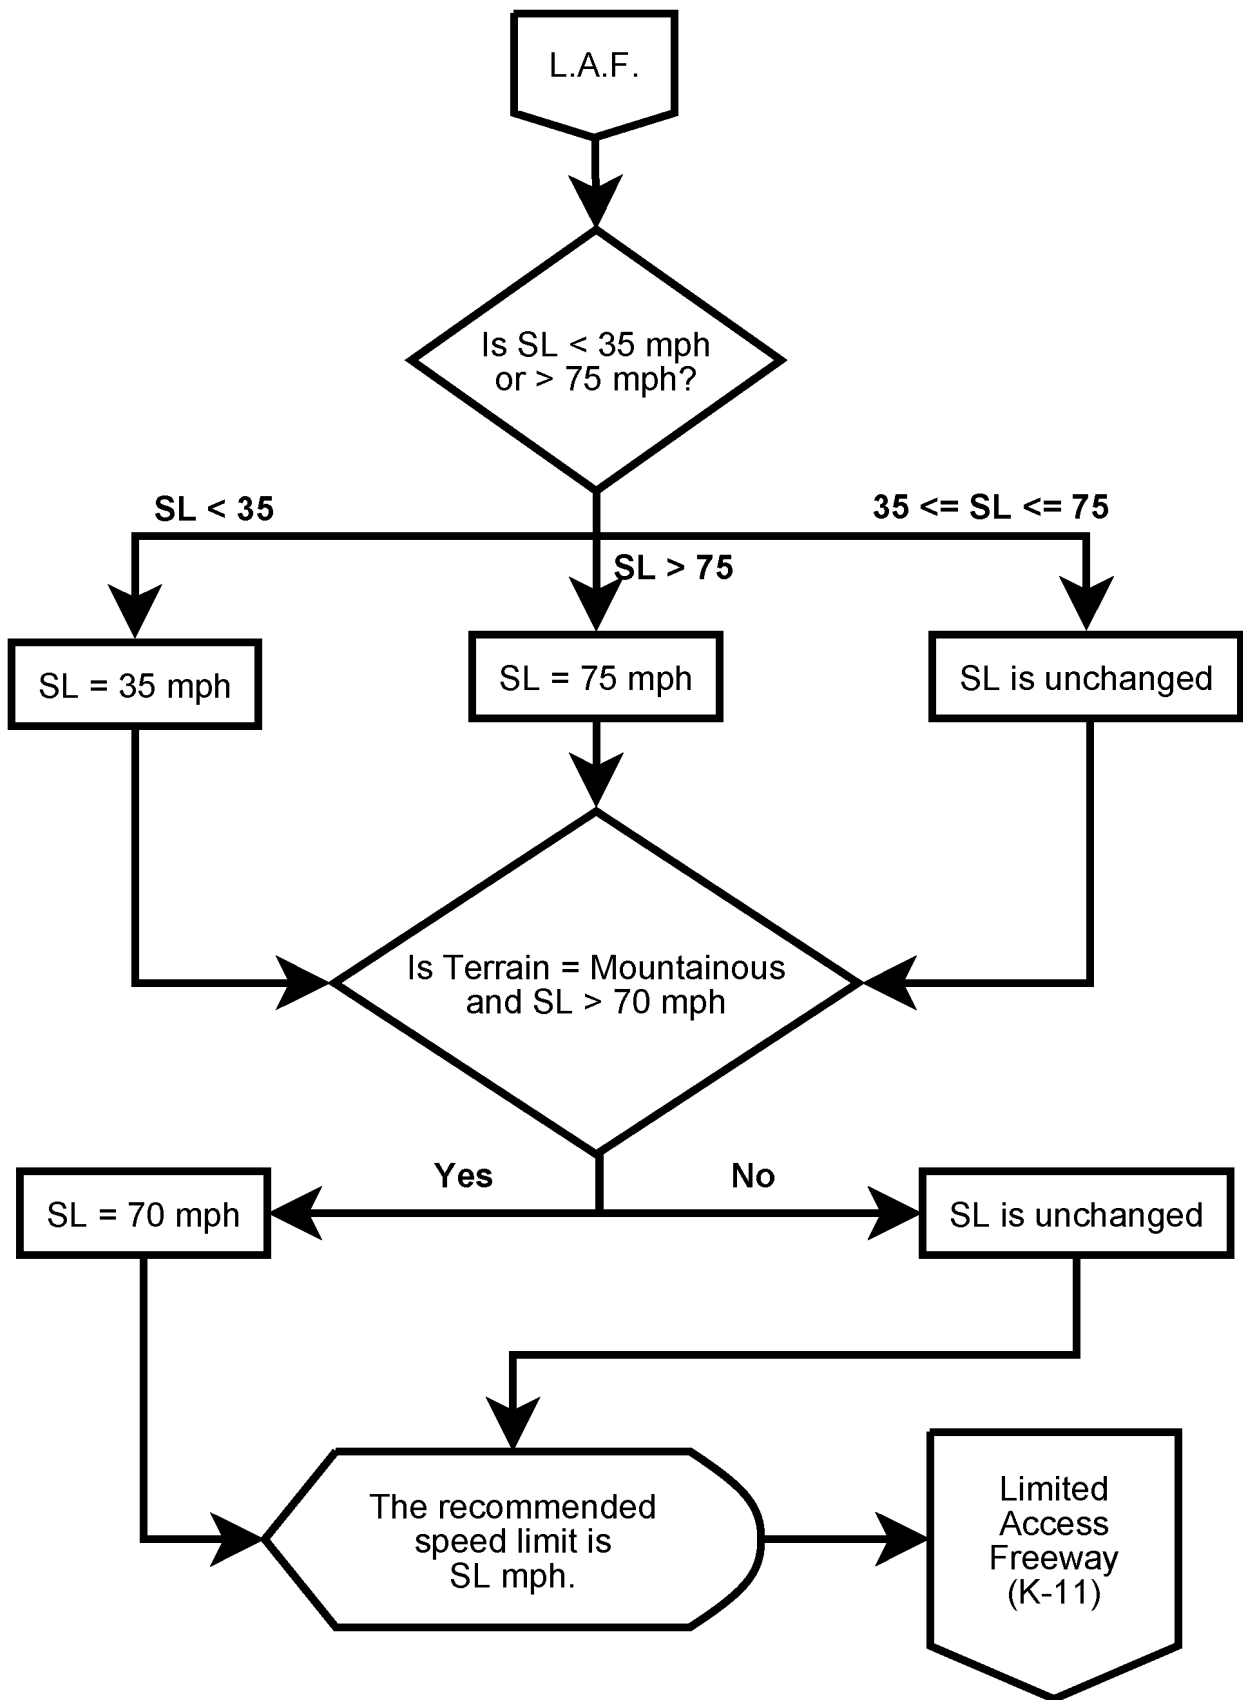 L.A.F.
Is SL < 35 mph
or > 75 mph?
SL < 35
35 <= SL <= 75
SL > 75
SL = 35 mph
SL = 75 mph
SL is unchanged
Is Terrain = Mountainous
and SL > 70 mph
Yes
No
SL = 70 mph
SL is unchanged
The recommended
speed limit is
SL mph.
Limited
Access
Freeway
(K-11)